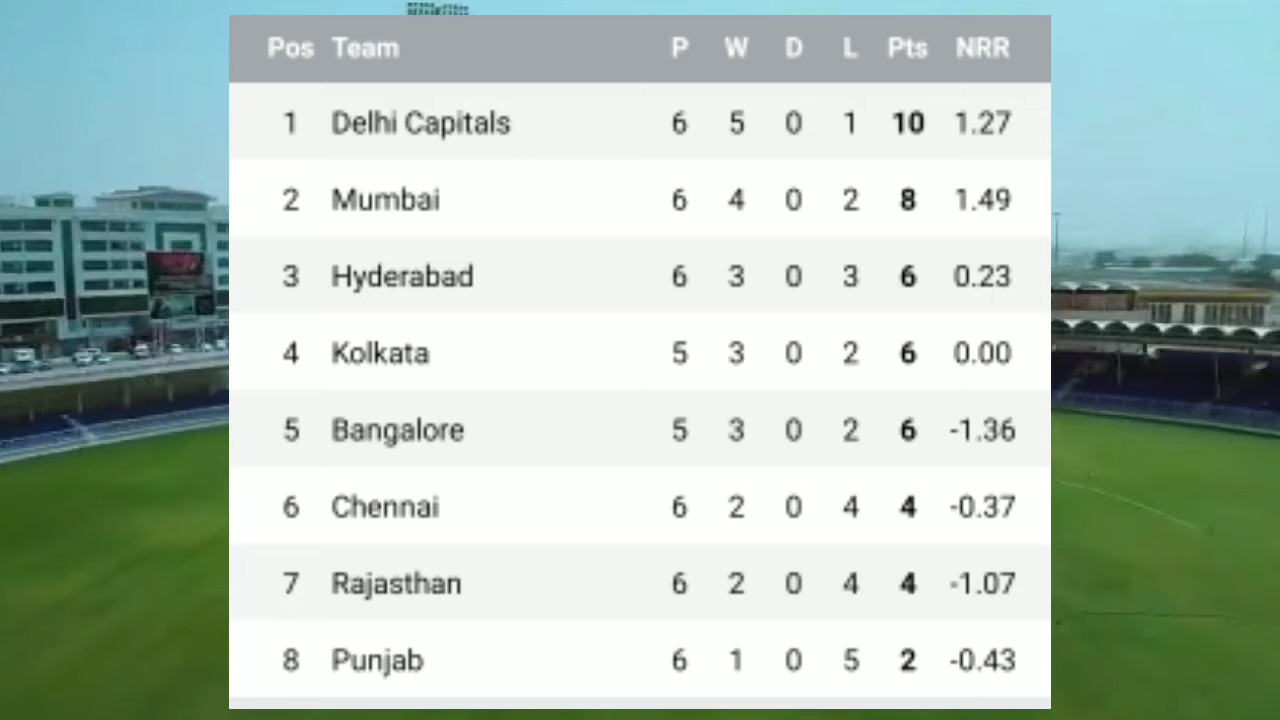 Pos Team P W D L Pts NRR
1 Delhi Capitals 6 5 0 1 10 1.27
2 Mumbai 6 4 0 2 8 1.49
3 Hyderabad 6 3 0 3 6 0.23
4 Kolkata 5 3 0 2 6 0.00
5 Bangalore 5 3 0 2 6 -1.36
6 Chennai 6 2 0 4 4 -0.37
7 Rajasthan 6 2 0 4 4 -1.07
8 Punjab 6 1 0 5 2 -0.43